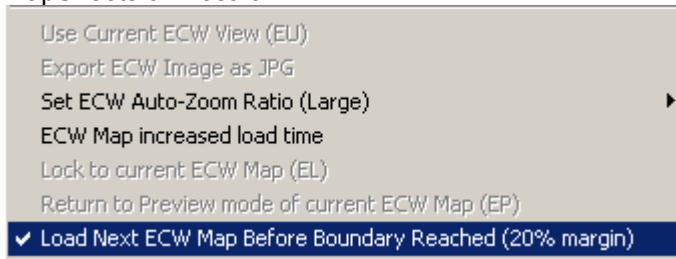 Use Current ECW View (EU)
Export ECW Image as JPG
Set ECW Auto-Zoom Ratio (Large)
ECW Map increased load time
Lock to current ECW Map (EL)
Return to Preview mode of current ECW Map (EP)
Load Next ECW Map Before Boundary Reached (20% margin)